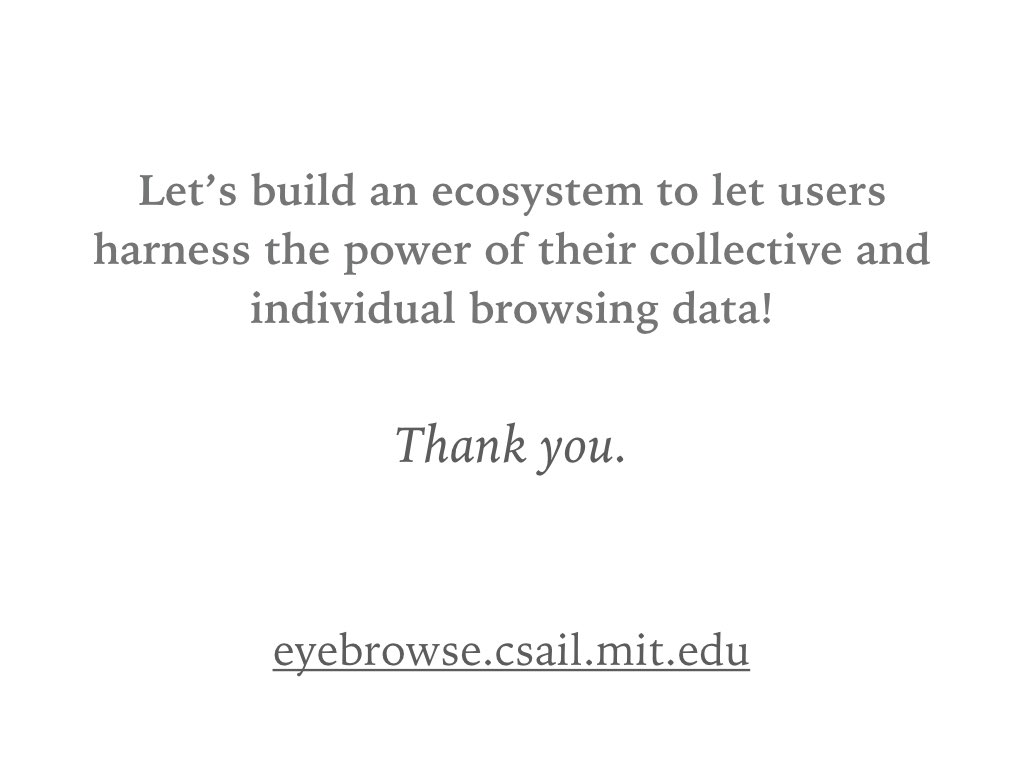 Let’s build an ecosystem to let users
harness the power of their collective and
individual browsing data!
Thank you.
eyebrowse.csail.mit.edu